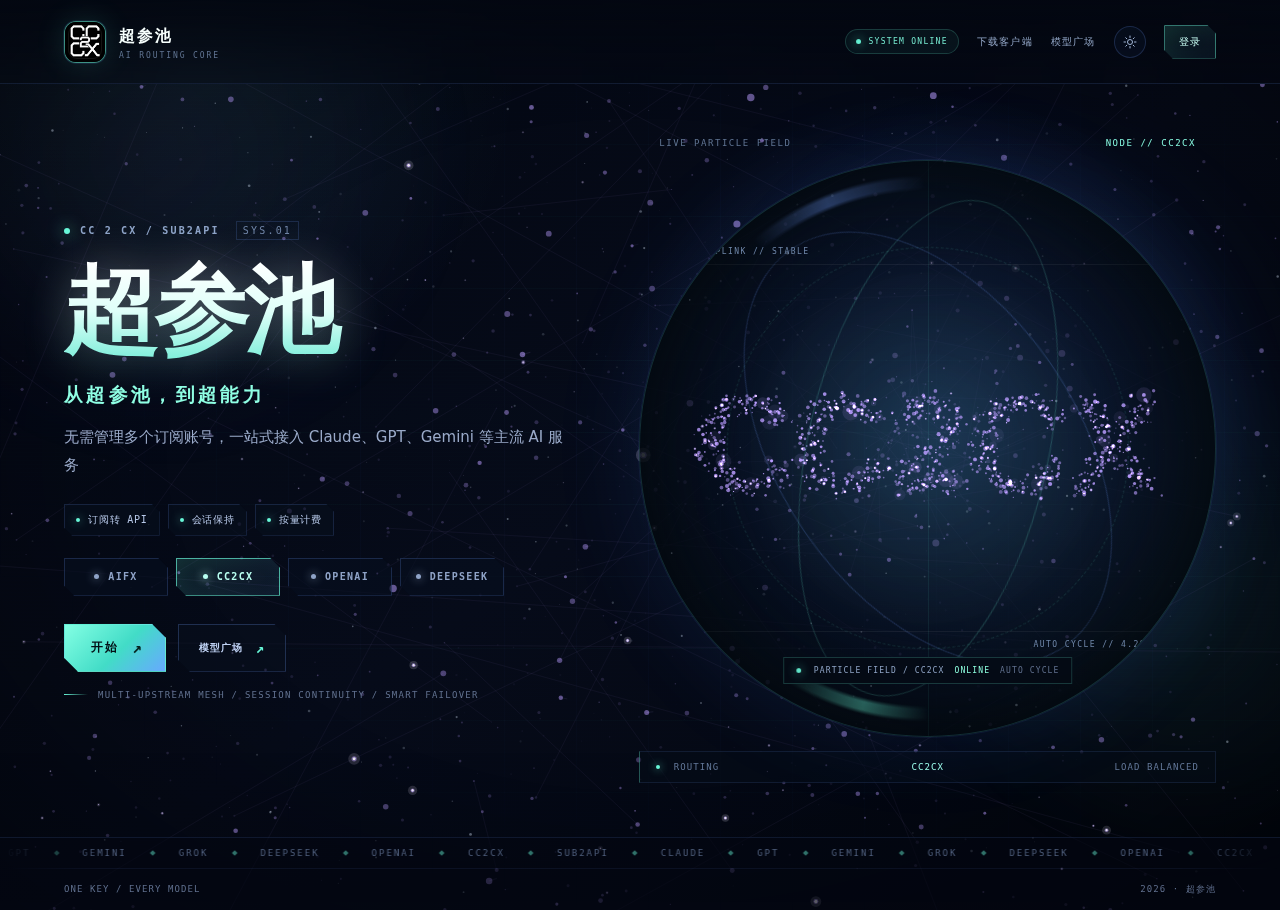 超参池
AI ROUTING CORE
SYSTEM ONLINE
下载客户端
模型广场
登录
LIVE PARTICLE FIELD
NODE // CC2CX
CC 2 CX / SUB2API
SYS.01
LINK // STABLE
超参池
从超参池，到超能力
无需管理多个订阅账号，一站式接入 Claude、GPT、Gemini 等主流 AI 服
务
CC2CX
订阅转 API
会话保持
按量计费
AIFX
CC2CX
OPENAI
DEEPSEEK
开始 ↗
模型广场 ↗
AUTO CYCLE // 4.2
PARTICLE FIELD / CC2CX ONLINE AUTO CYCLE
MULTI-UPSTREAM MESH / SESSION CONTINUITY / SMART FAILOVER
ROUTING
CC2CX
LOAD BALANCED
GPT ◆ GEMINI ◆ GROK ◆ DEEPSEEK ◆ OPENAI ◆ CC2CX ◆ SUB2API ◆ CLAUDE ◆ GPT ◆ GEMINI ◆ GROK ◆ DEEPSEEK ◆ OPENAI ◆ CC2CX
ONE KEY / EVERY MODEL
2026 · 超参池